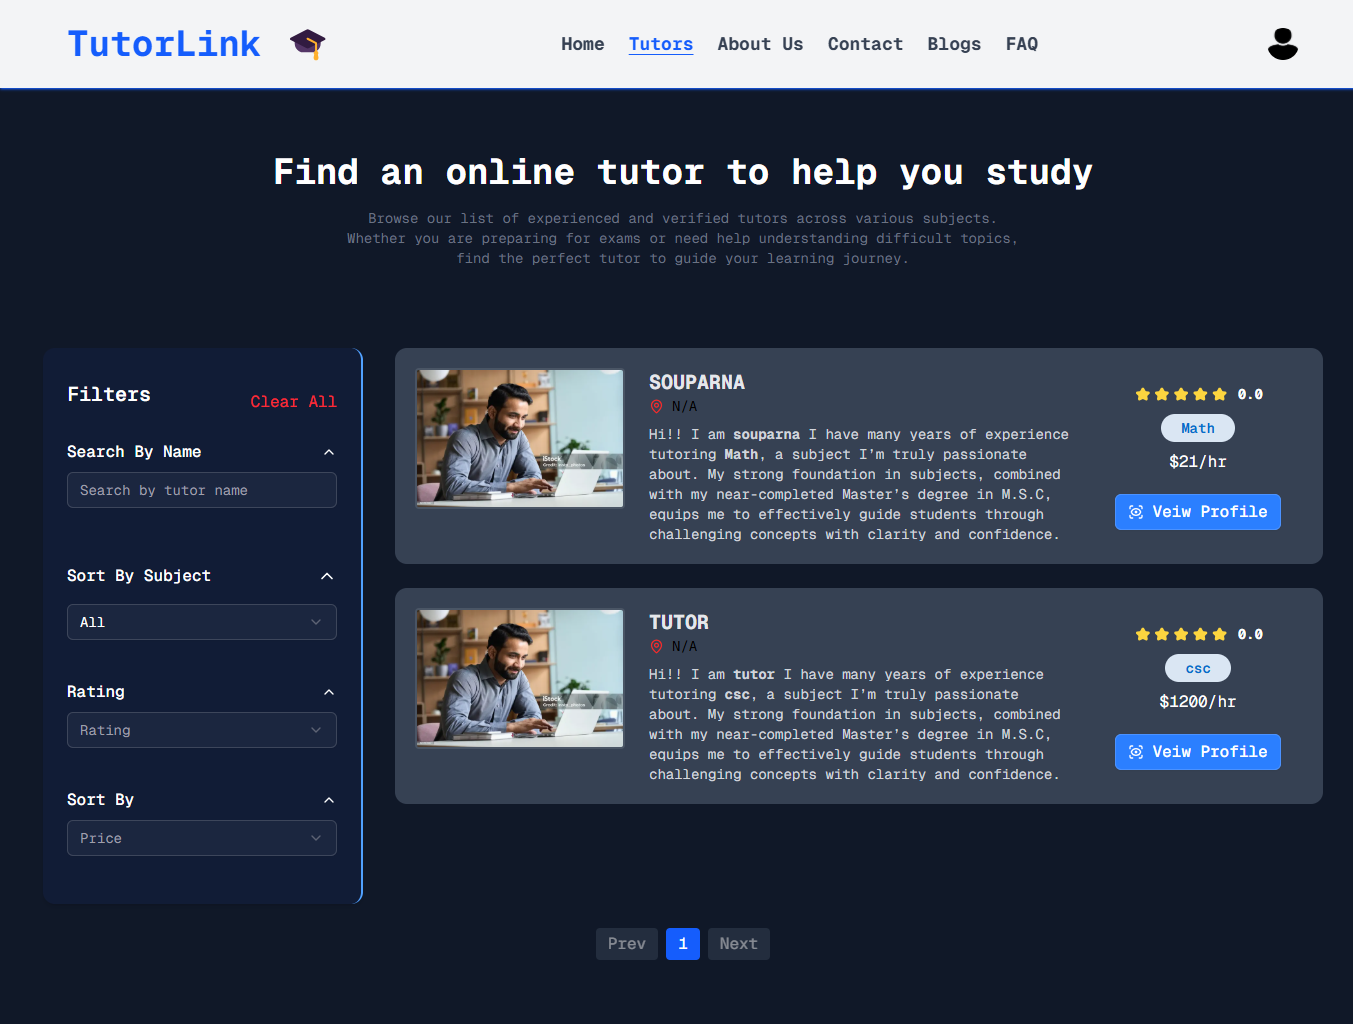 TutorLink
Home Tutors About Us Contact Blogs FAQ
Find an online tutor to help you study
Browse our list of experienced and verified tutors across various subjects.
Whether you are preparing for exams or need help understanding difficult topics,
find the perfect tutor to guide your learning journey.
Filters
Clear All
Search By Name
Search by tutor name
Sort By Subject
All
Rating
Rating
Sort By
Price
SOUPARNA
N/A
Hi!! I am souparna I have many years of experience
tutoring Math, a subject I'm truly passionate
about. My strong foundation in subjects, combined
with my near-completed Master's degree in M.S.C,
equips me to effectively guide students through
challenging concepts with clarity and confidence.
iStock
0.0
Math
$21/hr
Veiw Profile
TUTOR
N/A
Hi!! I am tutor I have many years of experience
tutoring csc, a subject I'm truly passionate
about. My strong foundation in subjects, combined
with my near-completed Master's degree in M.S.C,
equips me to effectively guide students through
challenging concepts with clarity and confidence.
iStock
0.0
csc
$1200/hr
Veiw Profile
Prev 1 Next